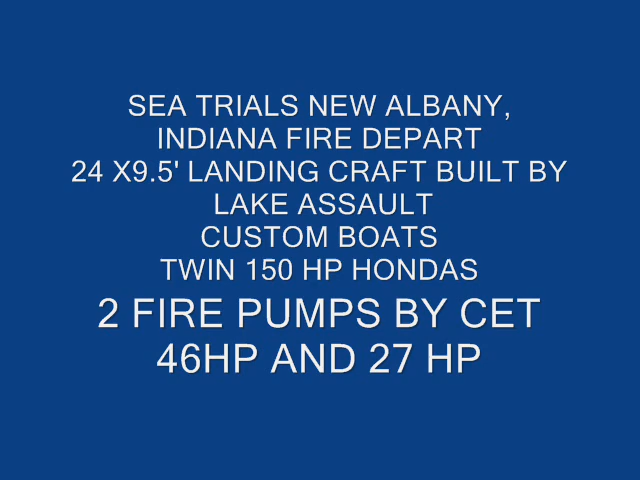 SEA TRIALS NEW ALBANY,
INDIANA FIRE DEPART
24 X9.5' LANDING CRAFT BUILT BY
LAKE ASSAULT
CUSTOM BOATS
TWIN 150 HP HONDAS
2 FIRE PUMPS BY CET
46HP AND 27 HP